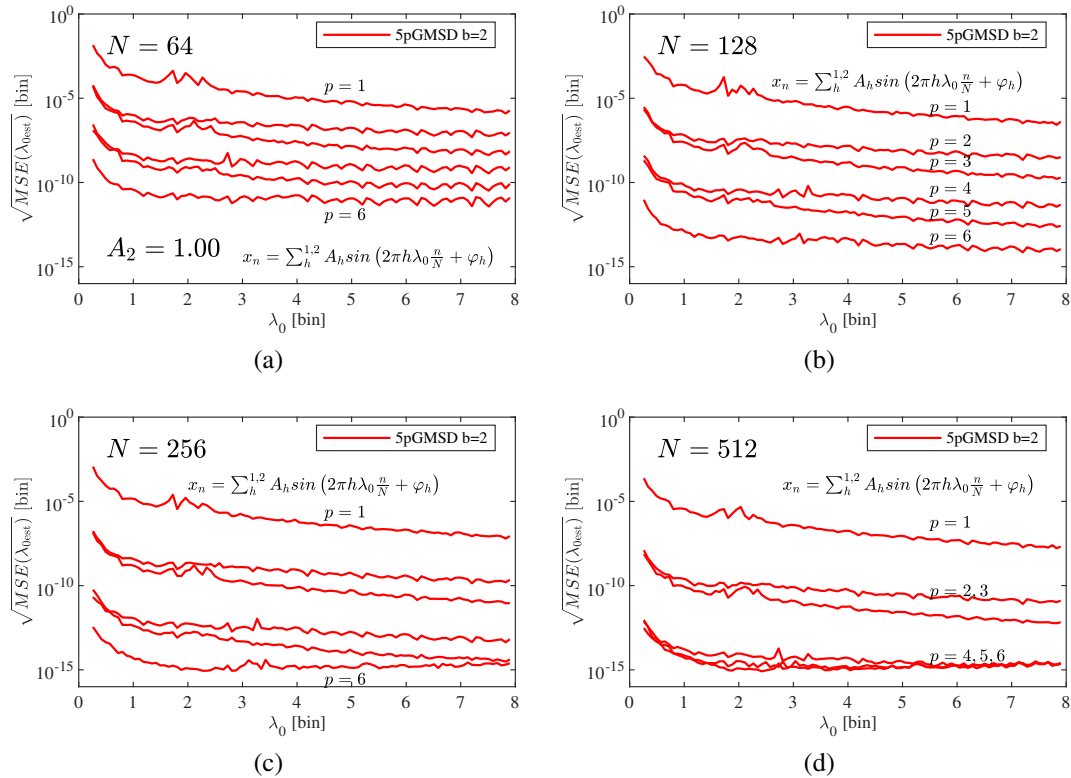 10^0
10^-5
10^-10
10^-15
√MSE(λ_0est) [bin]
N = 64
5pGMSD b=2
p = 1
p = 6
A_2 = 1.00
x_n = ∑_h^{1,2} A_h sin (2πhλ_0 n/N + φ_h)
0 1 2 3 4 5 6 7 8
λ_0 [bin]
(a)
10^0
10^-5
10^-10
10^-15
√MSE(λ_0est) [bin]
N = 128
5pGMSD b=2
x_n = ∑_h^{1,2} A_h sin (2πhλ_0 n/N + φ_h)
p = 1
p = 2
p = 3
p = 4
p = 5
p = 6
0 1 2 3 4 5 6 7 8
λ_0 [bin]
(b)
10^0
10^-5
10^-10
10^-15
√MSE(λ_0est) [bin]
N = 256
5pGMSD b=2
x_n = ∑_h^{1,2} A_h sin (2πhλ_0 n/N + φ_h)
p = 1
p = 6
0 1 2 3 4 5 6 7 8
λ_0 [bin]
(c)
10^0
10^-5
10^-10
10^-15
√MSE(λ_0est) [bin]
N = 512
5pGMSD b=2
x_n = ∑_h^{1,2} A_h sin (2πhλ_0 n/N + φ_h)
p = 1
p = 2, 3
p = 4, 5, 6
0 1 2 3 4 5 6 7 8
λ_0 [bin]
(d)